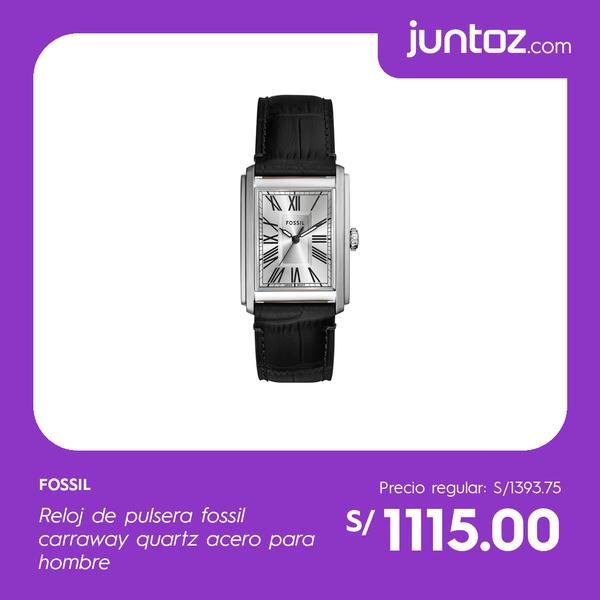 juntoz.com
XII
FOSSIL
FOSSIL
Reloj de pulsera fossil
carraway quartz acero para
hombre
Precio regular: S/1393.75
S/ 1115.00